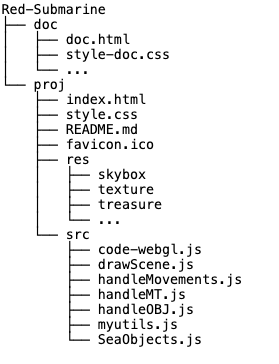 Red-Submarine
├── doc
│   ├── doc.html
│   ├── style-doc.css
│   └── ...
└── proj
    ├── index.html
    ├── style.css
    ├── README.md
    ├── favicon.ico
    ├── res
    │   ├── skybox
    │   ├── texture
    │   ├── treasure
    │   └── ...
    └── src
        ├── code-webgl.js
        ├── drawScene.js
        ├── handleMovements.js
        ├── handleMT.js
        ├── handleOBJ.js
        ├── myutils.js
        └── SeaObjects.js